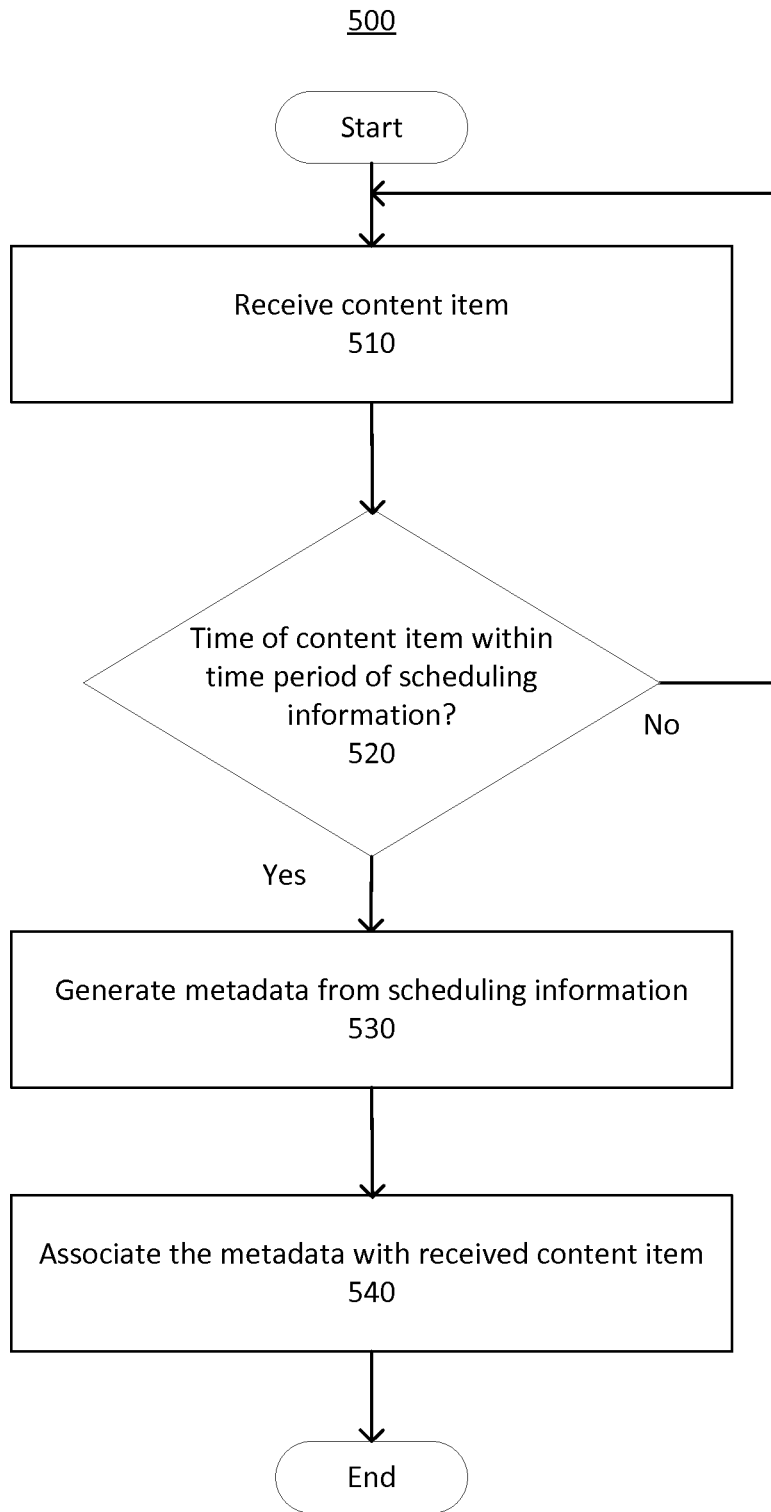 500
Start
Receive content item
510
Time of content item within
time period of scheduling
information?
520
No
Yes
Generate metadata from scheduling information
530
Associate the metadata with received content item
540
End